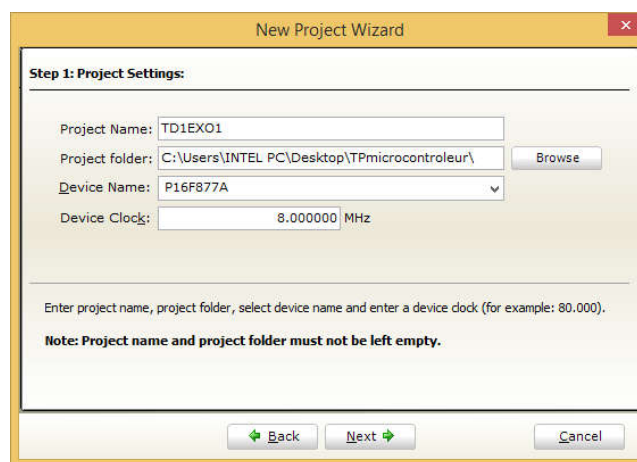 New Project Wizard
Step 1: Project Settings:
Project Name: TD1EXO1
Project folder: C:\Users\INTEL PC\Desktop\TPmicrocontroleur\ Browse
Device Name: P16F877A
Device Clock: 8.000000 MHz
Enter project name, project folder, select device name and enter a device clock (for example: 80.000).
Note: Project name and project folder must not be left empty.
Back Next Cancel